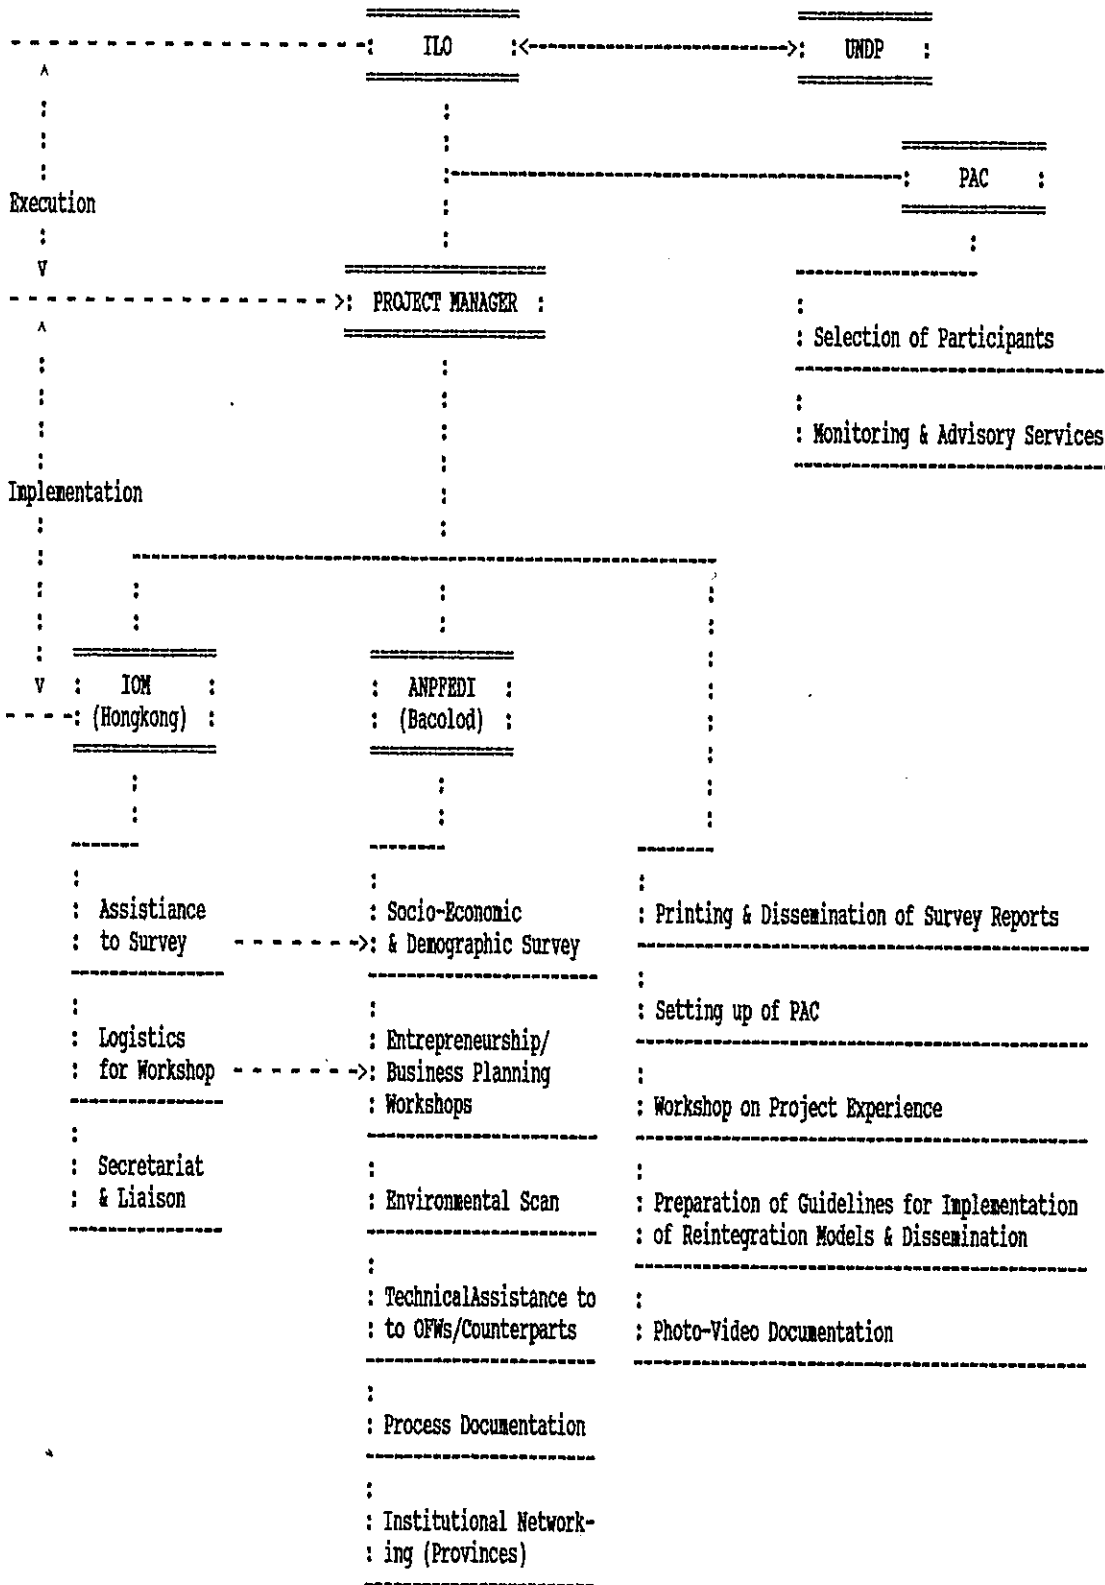 ILO
UNDP
PAC
Execution
PROJECT MANAGER
Selection of Participants
Monitoring & Advisory Services
Implementation
IOM
(Hongkong)
ANPFEDI
(Bacolod)
Assistiance
to Survey
Logistics
for Workshop
Secretariat
& Liaison
Socio-Economic
& Demographic Survey
Entrepreneurship/
Business Planning
Workshops
Environmental Scan
TechnicalAssistance to
to OFWs/Counterparts
Process Documentation
Institutional Network-
ing (Provinces)
Printing & Dissemination of Survey Reports
Setting up of PAC
Workshop on Project Experience
Preparation of Guidelines for Implementation
of Reintegration Models & Dissemination
Photo-Video Documentation